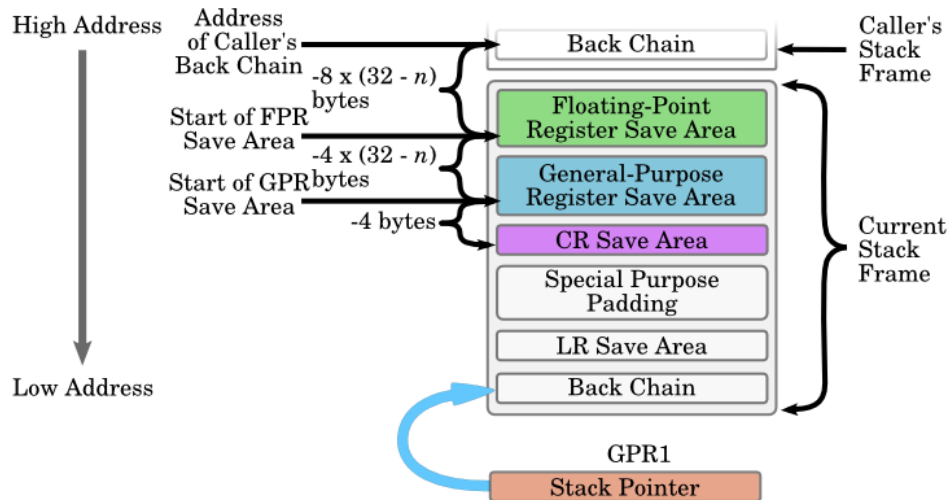 High Address
Address
of Caller's
Back Chain
Back Chain
Caller's
Stack
Frame
-8 x (32 - n)
bytes
Floating-Point
Register Save Area
Start of FPR
Save Area
-4 x (32 - n)
bytes
General-Purpose
Register Save Area
Start of GPR
Save Area
-4 bytes
CR Save Area
Current
Stack
Frame
Special Purpose
Padding
LR Save Area
Low Address
Back Chain
GPR1
Stack Pointer